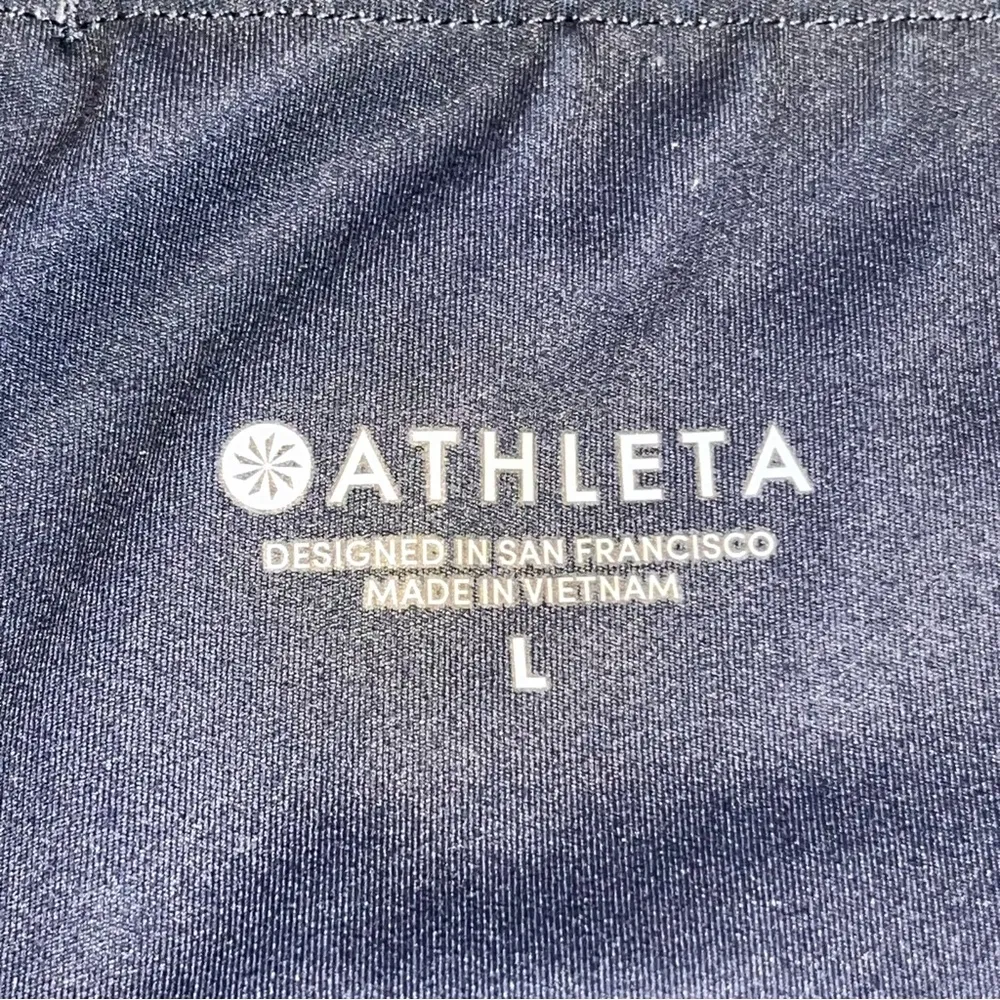 ATHLETA
DESIGNED IN SAN FRANCISCO
MADE IN VIETNAM
L